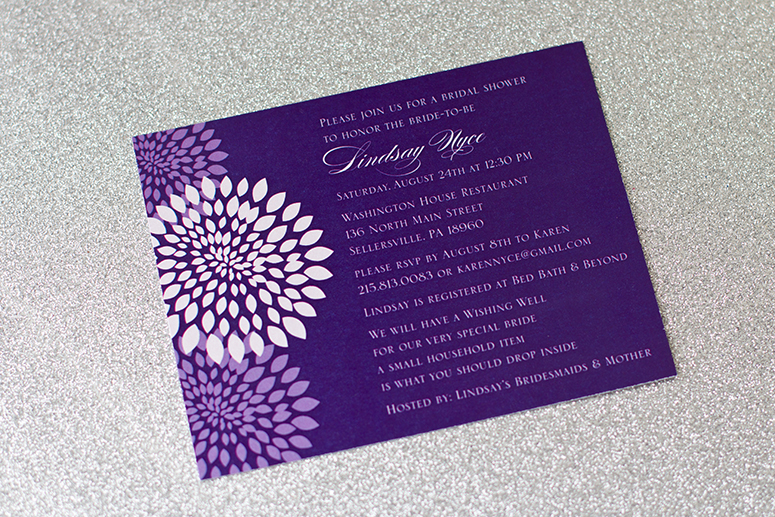 Please join us for a bridal shower
to honor the bride-to-be
Lindsay Nyce
Saturday, August 24th at 12:30 pm
Washington House Restaurant
136 North Main Street
Sellersville, PA 18960
please rsvp by August 8th to Karen
215.813.0083 or karennyce@gmail.com
Lindsay is registered at Bed Bath & Beyond
We will have a Wishing Well
for our very special bride
a small household item
is what you should drop inside
Hosted by: Lindsay's Bridesmaids & Mother